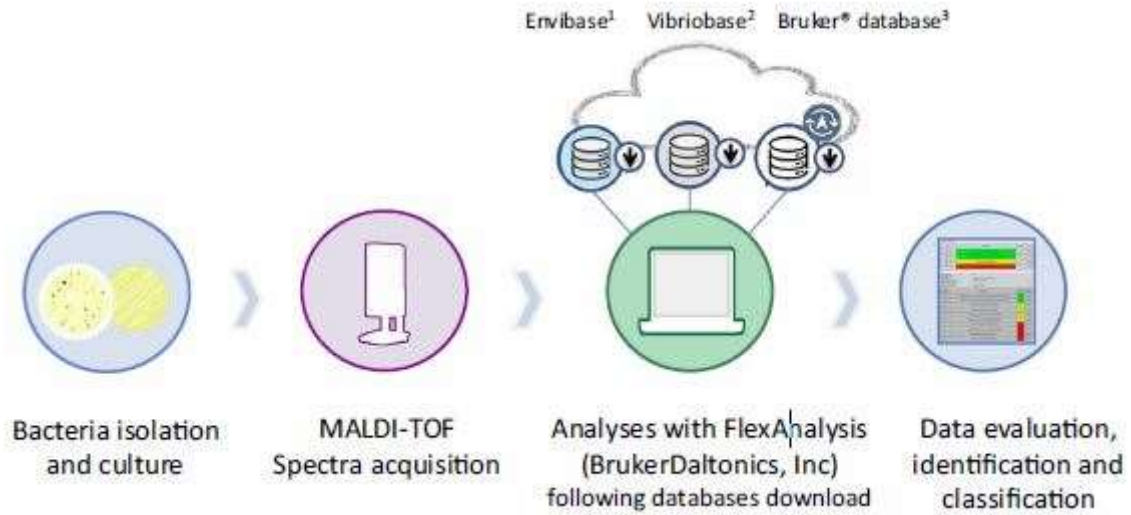 Envibase¹ Vibriobase² Bruker® database³
Bacteria isolation
and culture
MALDI-TOF
Spectra acquisition
Analyses with FlexAnalysis
(BrukerDaltonics, Inc)
following databases download
Data evaluation,
identification and
classification